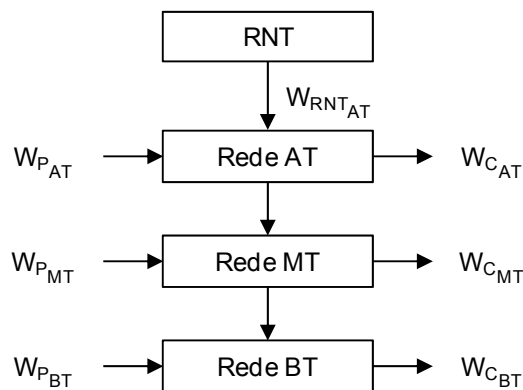 RNT
W_RNT_AT
W_P_AT Rede AT W_C_AT
W_P_MT Rede MT W_C_MT
W_P_BT Rede BT W_C_BT